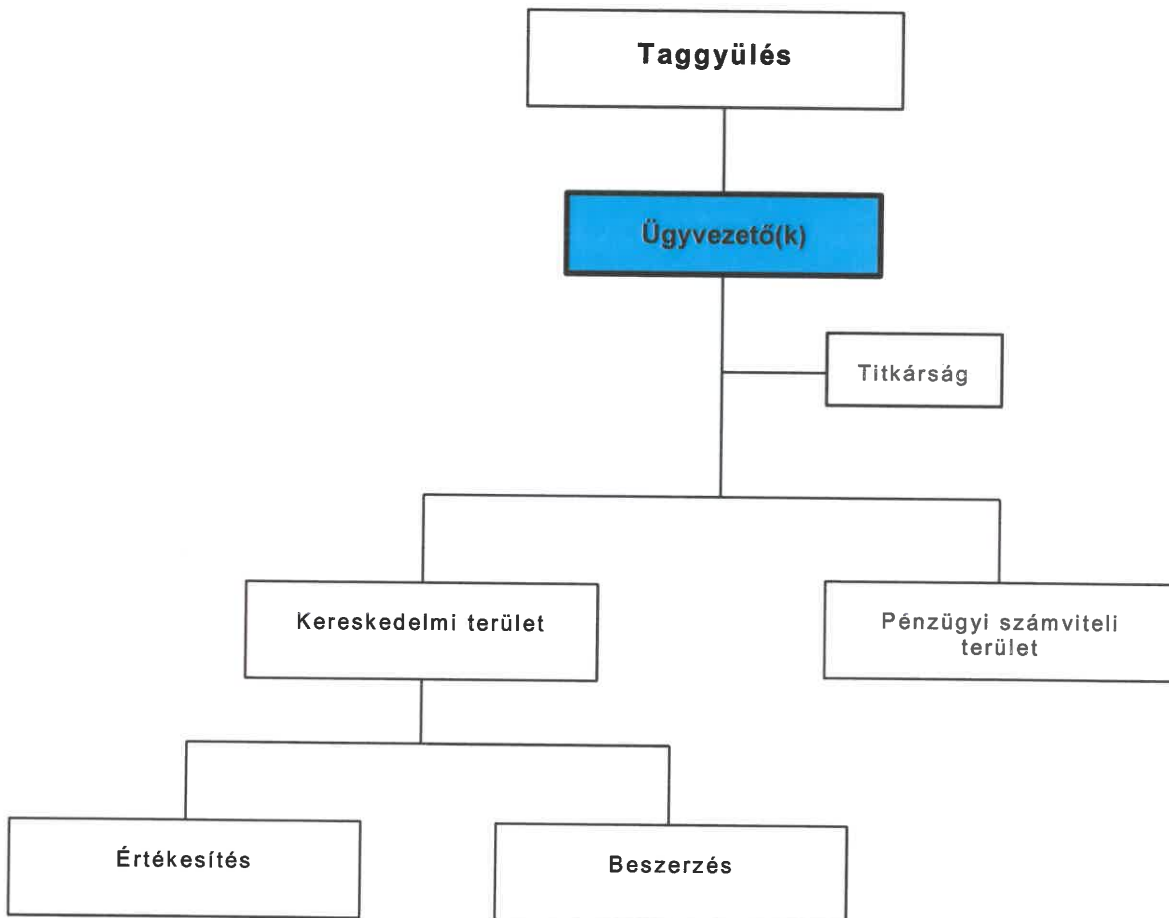 Taggyülés
Ügyvezető(k)
Titkárság
Kereskedelmi terület
Pénzügyi számviteli
terület
Értékesítés
Beszerzés